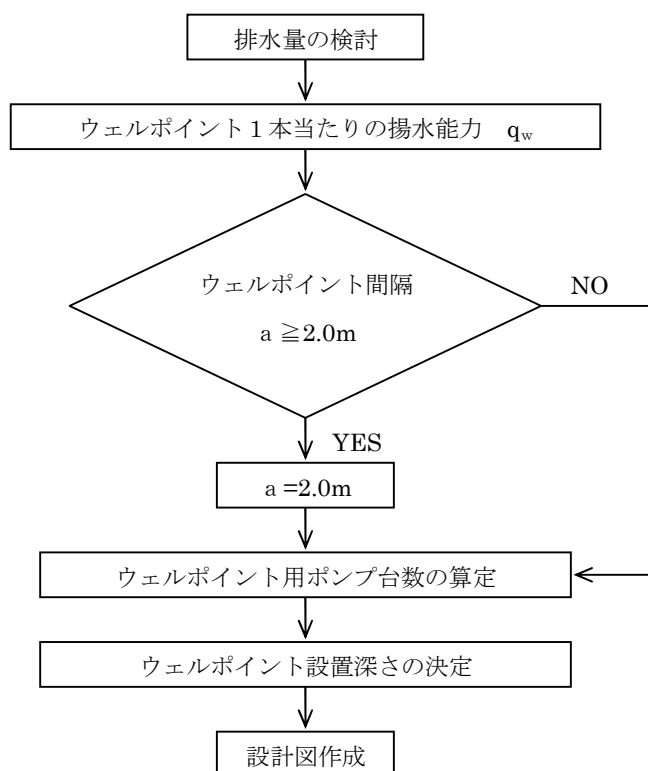 排水量の検討
ウェルポイント１本当たりの揚水能力　qw
ウェルポイント間隔
ａ≧2.0m
NO
YES
ａ=2.0m
ウェルポイント用ポンプ台数の算定
ウェルポイント設置深さの決定
設計図作成